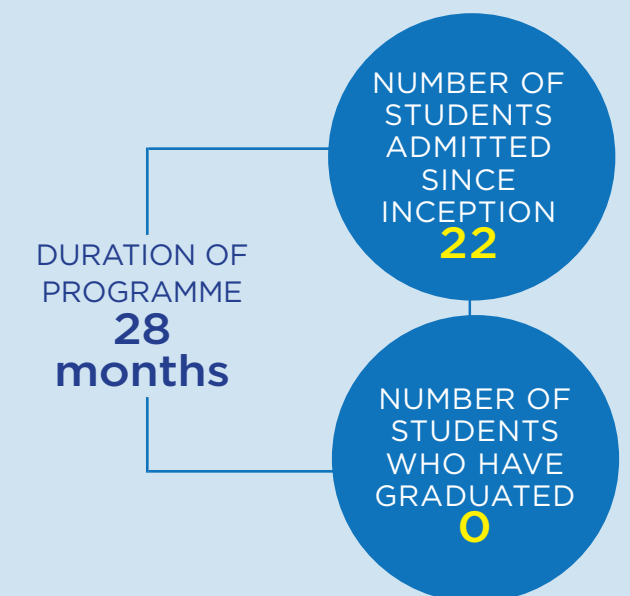 NUMBER OF
STUDENTS
ADMITTED
SINCE
INCEPTION
22
DURATION OF
PROGRAMME
28
months
NUMBER OF
STUDENTS
WHO HAVE
GRADUATED
0